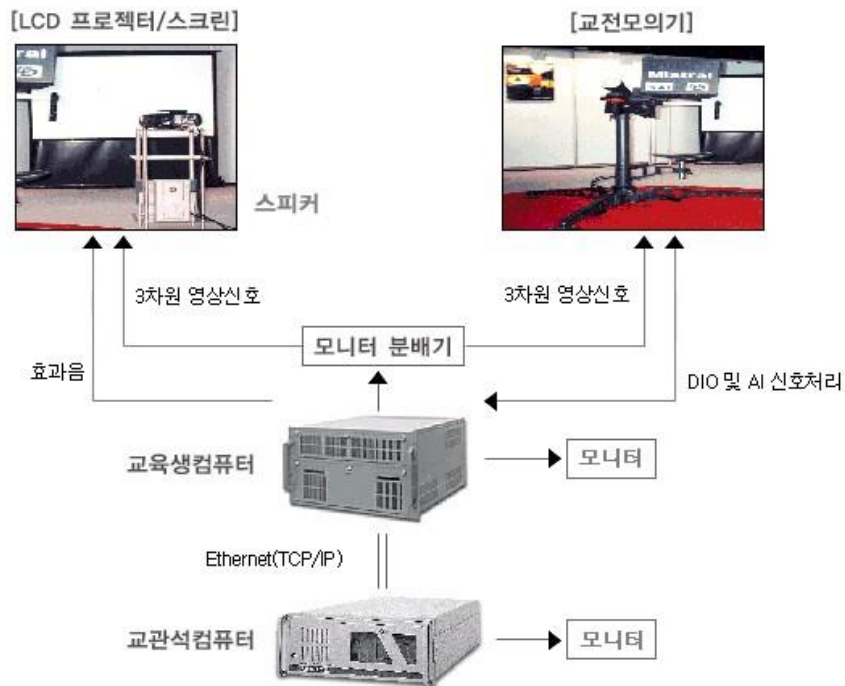 [LCD 프로젝터/스크린]
[교전모의기]
Mistral
스피커
3차원 영상신호
3차원 영상신호
모니터 분배기
효과음
DIO 및 AI 신호처리
교육생컴퓨터
모니터
Ethernet(TCP/IP)
교관석컴퓨터
모니터